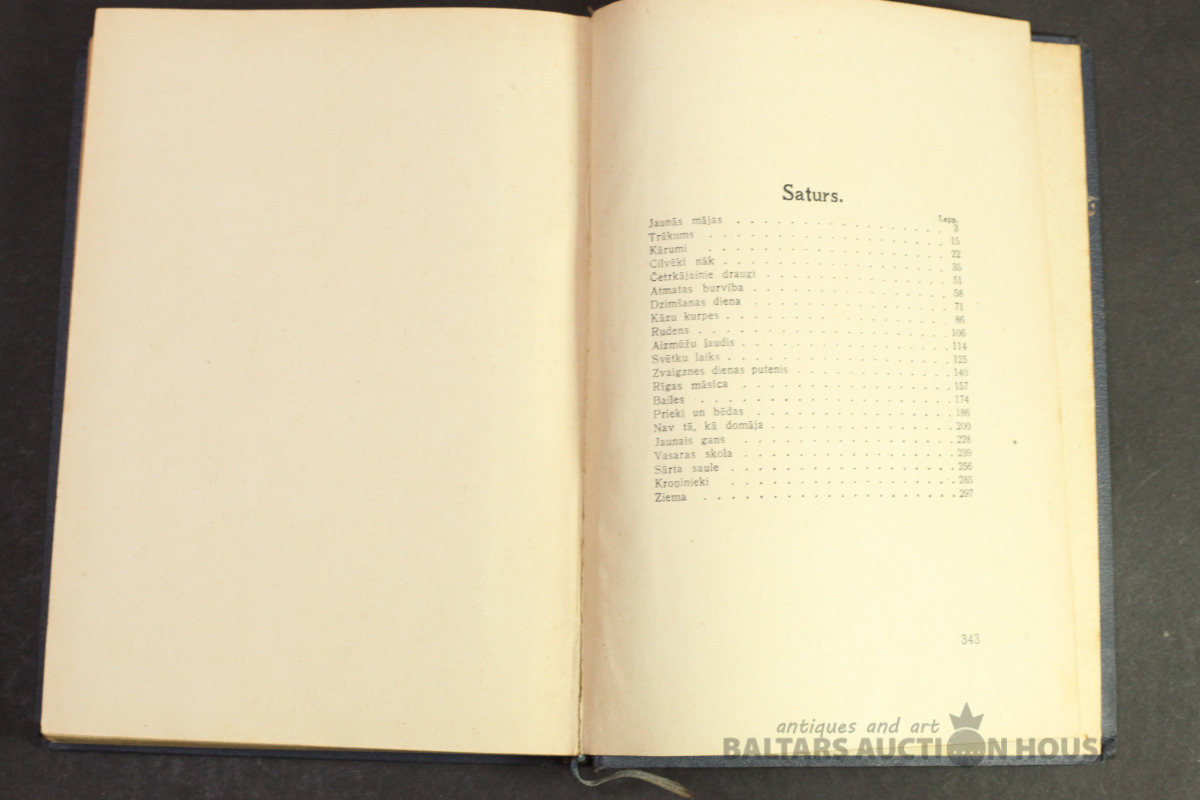 Saturs.
Lapp.
Jaunās mājas . . . . . . . . . . . . . . . . 3
Trūkums . . . . . . . . . . . . . . . . . . 15
Kārumi . . . . . . . . . . . . . . . . . . 22
Cilvēki nāk . . . . . . . . . . . . . . . . . 35
Četrkājainie draugi . . . . . . . . . . . . . . 51
Atmatas burvība . . . . . . . . . . . . . . . 58
Dzimšanas diena . . . . . . . . . . . . . . . 71
Kāzu kurpes . . . . . . . . . . . . . . . . . 86
Rudens . . . . . . . . . . . . . . . . . . . 106
Aizmūžu ļaudis . . . . . . . . . . . . . . . . 114
Svētku laiks . . . . . . . . . . . . . . . . . 125
Zvaigznes dienas putenis . . . . . . . . . . . . 140
Rīgas māsīca . . . . . . . . . . . . . . . . 157
Bailes . . . . . . . . . . . . . . . . . . . 174
Prieki un bēdas . . . . . . . . . . . . . . . 186
Nav tā, kā domāja . . . . . . . . . . . . . . 200
Jaunais gans . . . . . . . . . . . . . . . . 228
Vasaras skola . . . . . . . . . . . . . . . . 239
Sārta saule . . . . . . . . . . . . . . . . . 256
Kropinieki . . . . . . . . . . . . . . . . . 285
Ziema . . . . . . . . . . . . . . . . . . . 297
343
antiques and art
BALTARS AUCTION HOUS